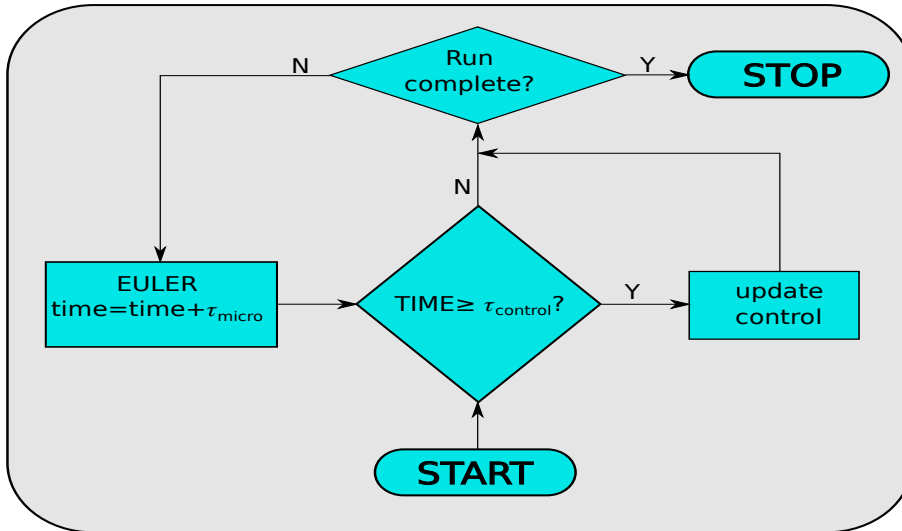 Run
complete?
N
Y
STOP
N
EULER
time=time+τmicro
TIME≥ τcontrol?
Y
update
control
START